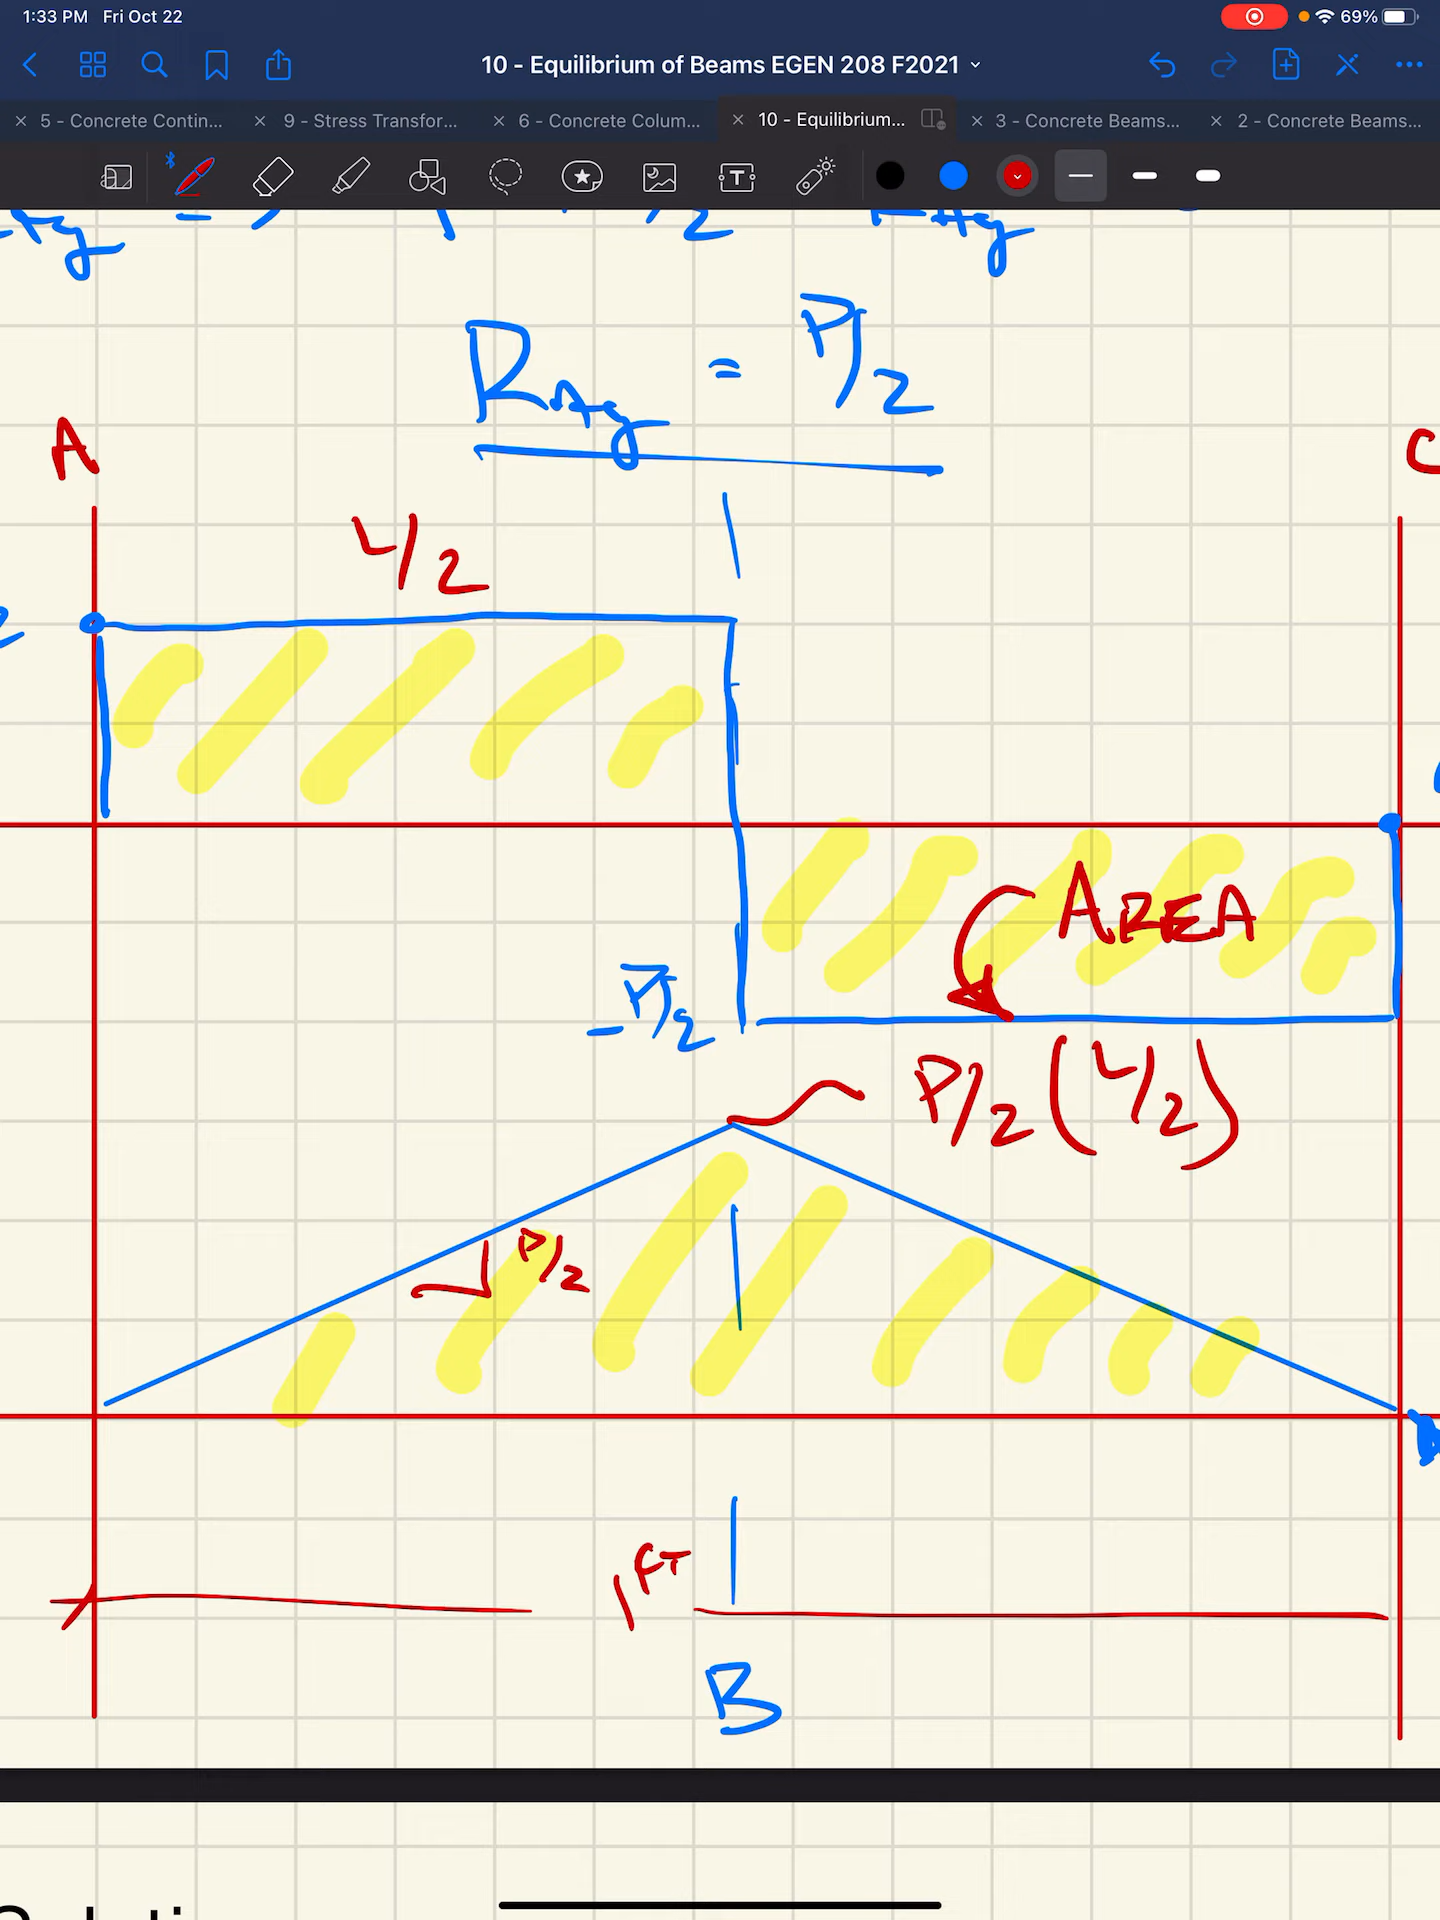 1:33 PM Fri Oct 22
69%
10 - Equilibrium of Beams EGEN 208 F2021
5 - Concrete Contin...
9 - Stress Transfor...
6 - Concrete Colum...
10 - Equilibrium...
3 - Concrete Beams...
2 - Concrete Beams...
T
RAy = P/2
A
C
L/2
AREA
-P/2
P/2 (L/2)
P/2
1 FT
B